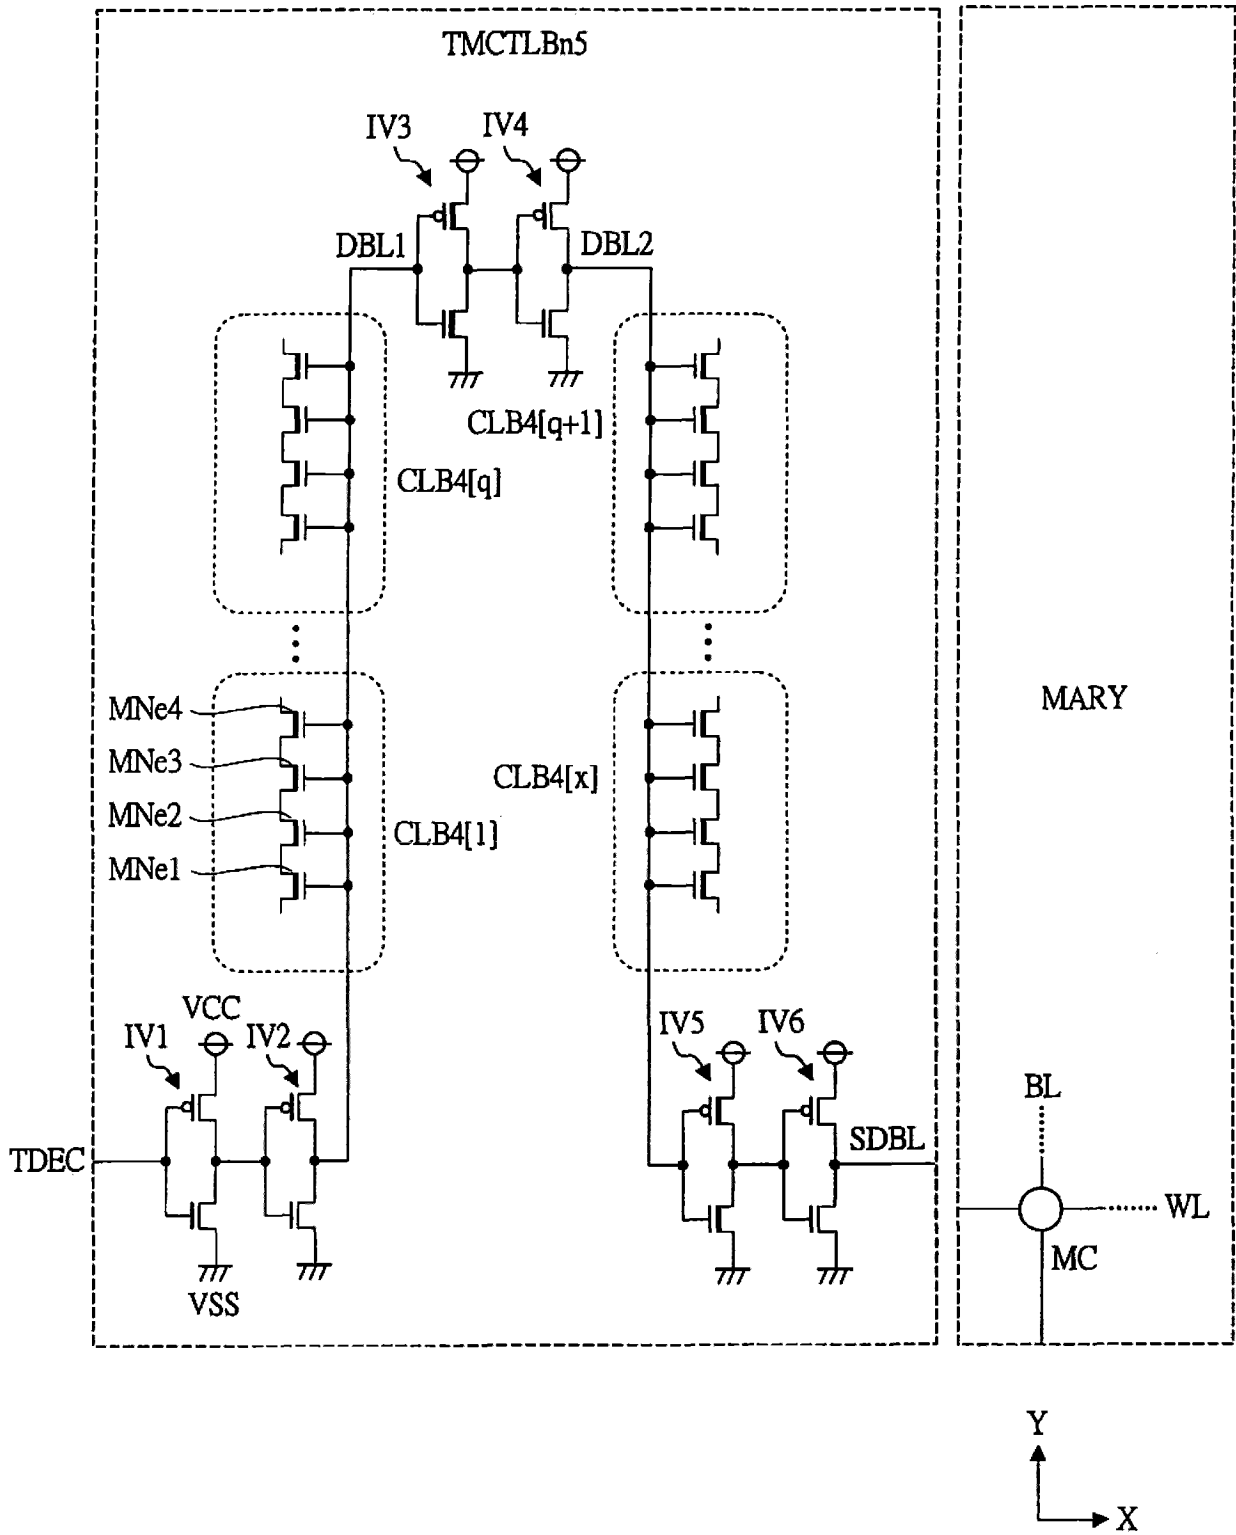 TMCTLBn5
IV3
IV4
DBL1
DBL2
CLB4[q+1]
CLB4[q]
MARY
MNe4
MNe3
CLB4[x]
MNe2
CLB4[1]
MNe1
VCC
IV1
IV2
IV5
IV6
BL
TDEC
SDBL
WL
MC
VSS
Y
X